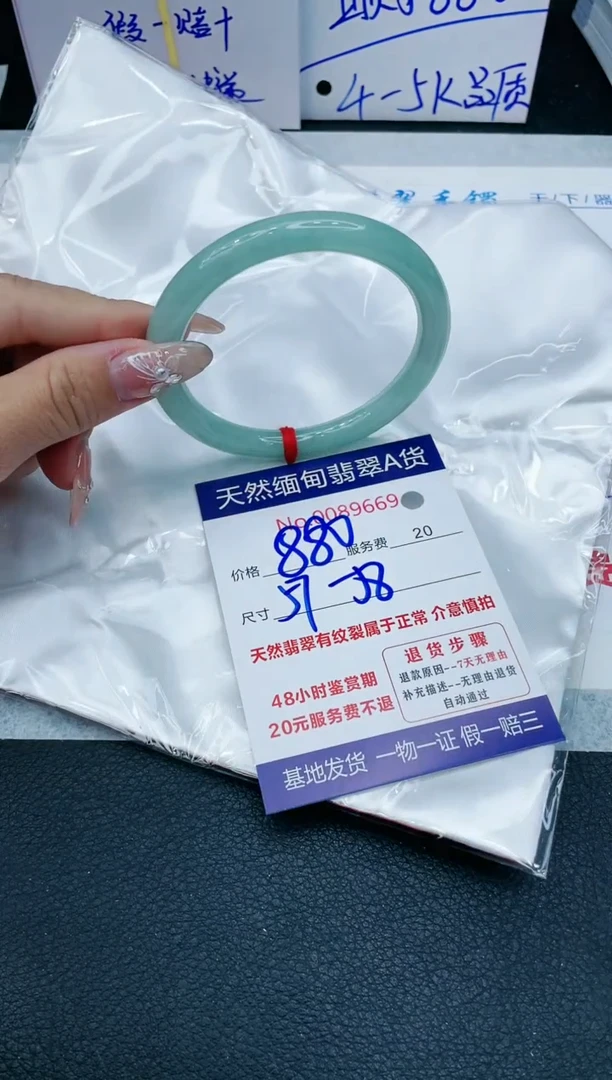 假一赔十
4-5K品质
天然缅甸翡翠A货
No.0089669
价格 880 服务费 20
尺寸 57-58
天然翡翠有纹裂属于正常 介意慎拍
48小时鉴赏期
20元服务费不退
退货步骤
退款原因--7天无理由
补充描述--无理由退货
自动通过
基地发货 一物一证 假一赔三